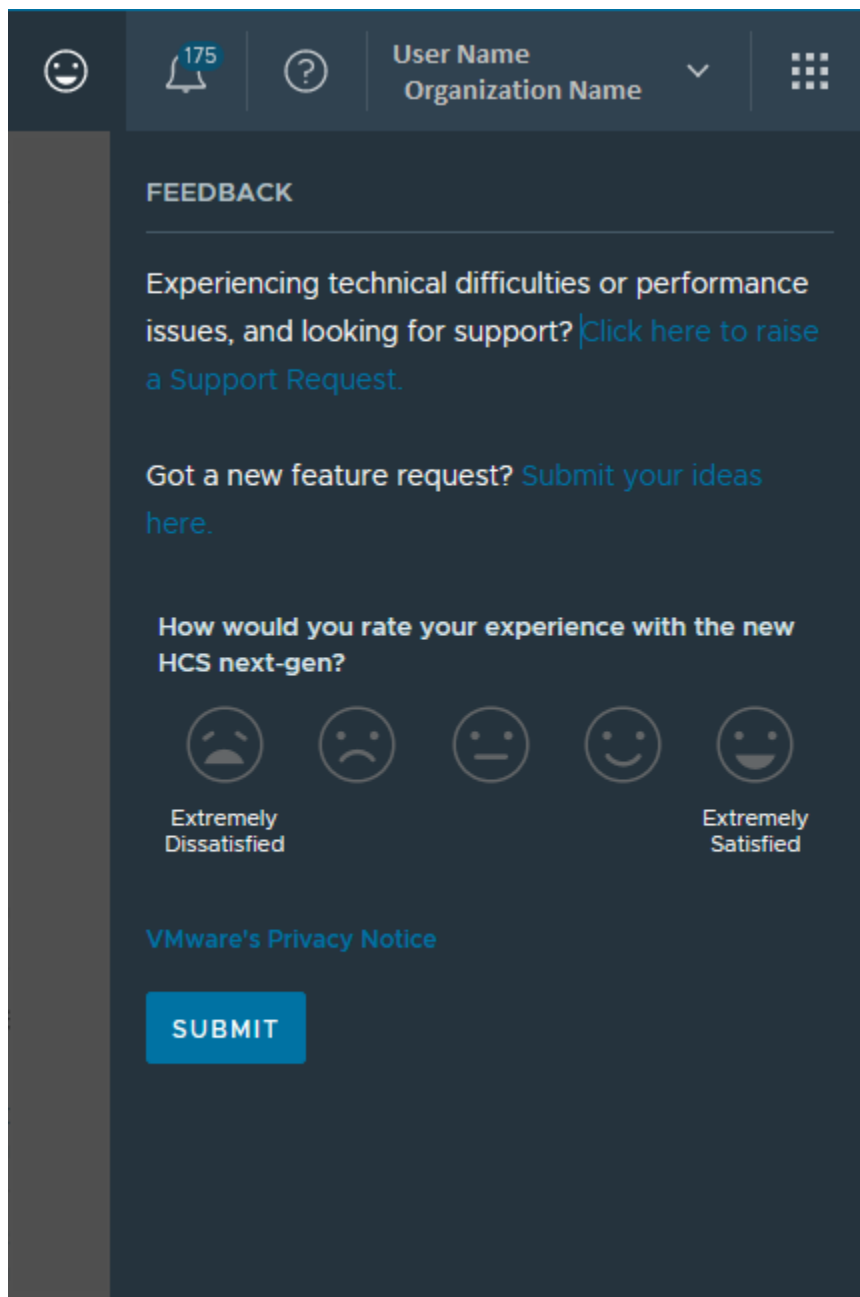 175
?
User Name
Organization Name
FEEDBACK
Experiencing technical difficulties or performance
issues, and looking for support? Click here to raise
a Support Request.
Got a new feature request? Submit your ideas
here.
How would you rate your experience with the new
HCS next-gen?
Extremely
Dissatisfied
Extremely
Satisfied
VMware's Privacy Notice
SUBMIT